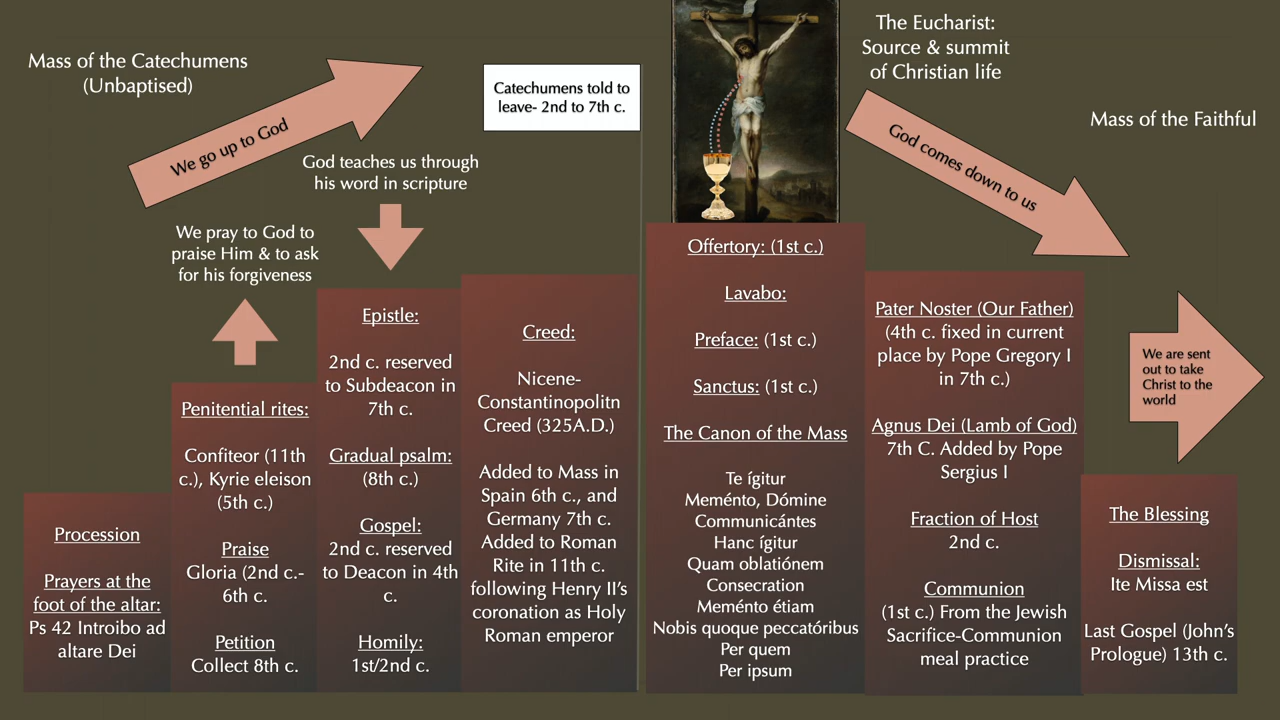 Mass of the Catechumens
(Unbaptised)
We go up to God
We pray to God to
praise Him & to ask
for his forgiveness
God teaches us through
his word in scripture
Catechumens told to
leave- 2nd to 7th c.
The Eucharist:
Source & summit
of Christian life
God comes down to us
Mass of the Faithful
Procession
Prayers at the
foot of the altar:
Ps 42 Introibo ad
altare Dei
Penitential rites:
Confiteor (11th
c.), Kyrie eleison
(5th c.)
Praise
Gloria (2nd c.-
6th c.
Petition
Collect 8th c.
Epistle:
2nd c. reserved
to Subdeacon in
7th c.
Gradual psalm:
(8th c.)
Gospel:
2nd c. reserved
to Deacon in 4th
c.
Homily:
1st/2nd c.
Creed:
Nicene-
Constantinopolitn
Creed (325A.D.)
Added to Mass in
Spain 6th c., and
Germany 7th c.
Added to Roman
Rite in 11th c.
following Henry II's
coronation as Holy
Roman emperor
Offertory: (1st c.)
Lavabo:
Preface: (1st c.)
Sanctus: (1st c.)
The Canon of the Mass
Te ígitur
Meménto, Dómine
Communicántes
Hanc ígitur
Quam oblatiónem
Consecration
Meménto étiam
Nobis quoque peccatóribus
Per quem
Per ipsum
Pater Noster (Our Father)
(4th c. fixed in current
place by Pope Gregory I
in 7th c.)
Agnus Dei (Lamb of God)
7th C. Added by Pope
Sergius I
Fraction of Host
2nd c.
Communion
(1st c.) From the Jewish
Sacrifice-Communion
meal practice
We are sent
out to take
Christ to the
world
The Blessing
Dismissal:
Ite Missa est
Last Gospel (John's
Prologue) 13th c.